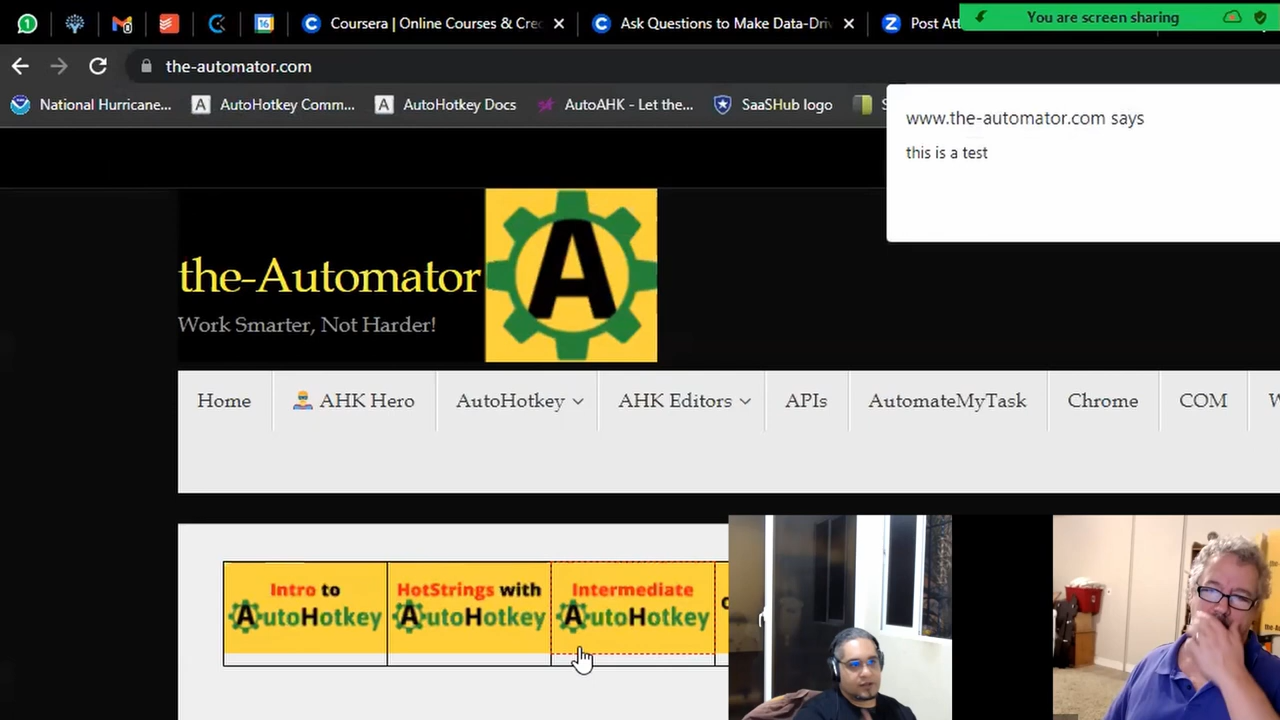 1
16
Coursera | Online Courses & Cre
Ask Questions to Make Data-Dri
Post Att
You are screen sharing
the-automator.com
National Hurricane...
AutoHotkey Comm...
AutoHotkey Docs
AutoAHK - Let the...
SaaSHub logo
www.the-automator.com says
this is a test
the-Automator
A
Work Smarter, Not Harder!
Home
AHK Hero
AutoHotkey
AHK Editors
APIs
AutomateMyTask
Chrome
COM
Intro to
AutoHotkey
HotStrings with
AutoHotkey
Intermediate
AutoHotkey